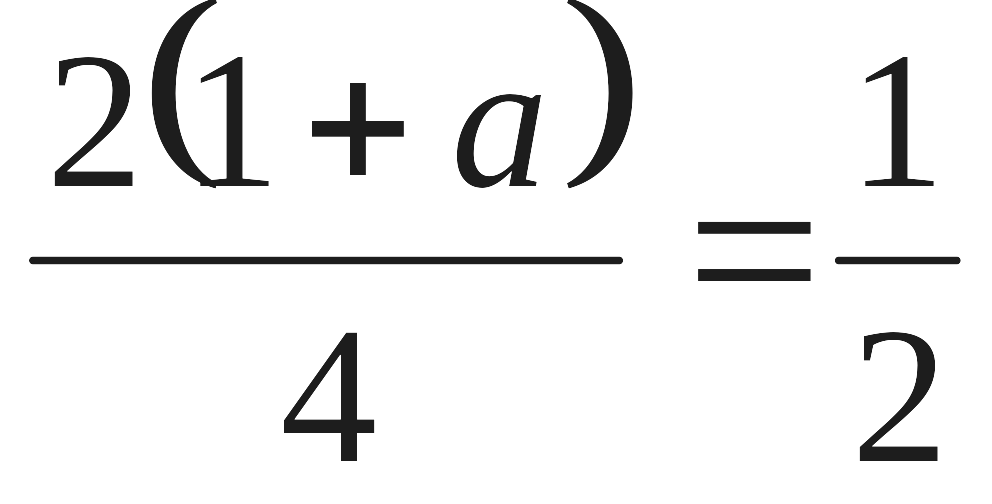 2(1 + a)/4 = 1/2